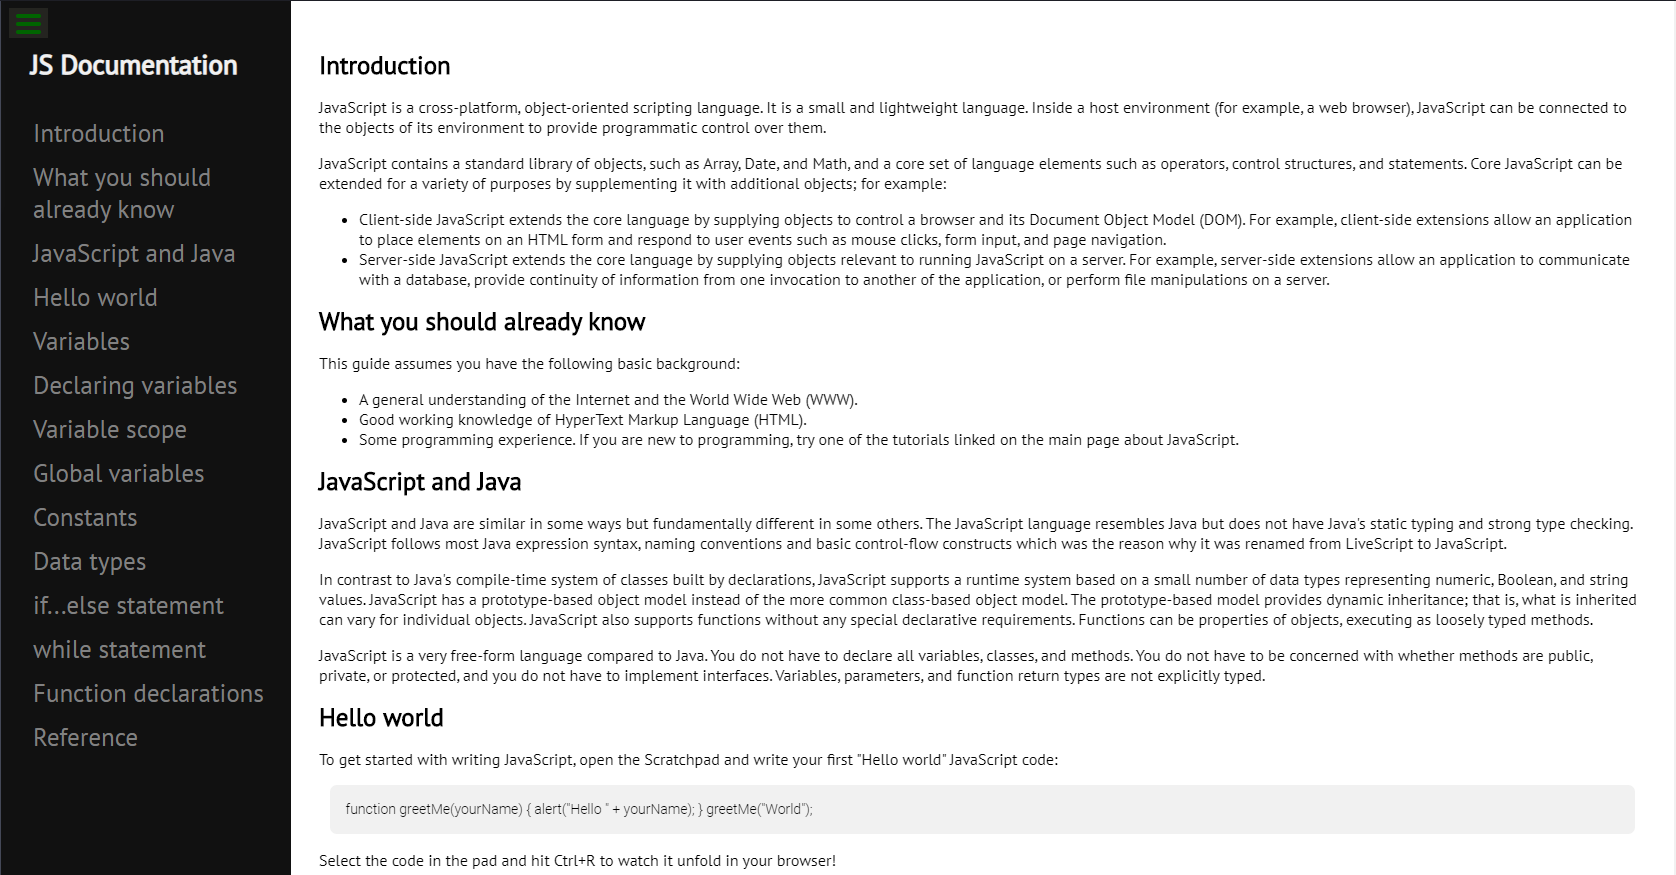 JS Documentation
Introduction
What you should
already know
JavaScript and Java
Hello world
Variables
Declaring variables
Variable scope
Global variables
Constants
Data types
if...else statement
while statement
Function declarations
Reference
Introduction
JavaScript is a cross-platform, object-oriented scripting language. It is a small and lightweight language. Inside a host environment (for example, a web browser), JavaScript can be connected to
the objects of its environment to provide programmatic control over them.
JavaScript contains a standard library of objects, such as Array, Date, and Math, and a core set of language elements such as operators, control structures, and statements. Core JavaScript can be
extended for a variety of purposes by supplementing it with additional objects; for example:
• Client-side JavaScript extends the core language by supplying objects to control a browser and its Document Object Model (DOM). For example, client-side extensions allow an application
to place elements on an HTML form and respond to user events such as mouse clicks, form input, and page navigation.
• Server-side JavaScript extends the core language by supplying objects relevant to running JavaScript on a server. For example, server-side extensions allow an application to communicate
with a database, provide continuity of information from one invocation to another of the application, or perform file manipulations on a server.
What you should already know
This guide assumes you have the following basic background:
• A general understanding of the Internet and the World Wide Web (WWW).
• Good working knowledge of HyperText Markup Language (HTML).
• Some programming experience. If you are new to programming, try one of the tutorials linked on the main page about JavaScript.
JavaScript and Java
JavaScript and Java are similar in some ways but fundamentally different in some others. The JavaScript language resembles Java but does not have Java's static typing and strong type checking.
JavaScript follows most Java expression syntax, naming conventions and basic control-flow constructs which was the reason why it was renamed from LiveScript to JavaScript.
In contrast to Java's compile-time system of classes built by declarations, JavaScript supports a runtime system based on a small number of data types representing numeric, Boolean, and string
values. JavaScript has a prototype-based object model instead of the more common class-based object model. The prototype-based model provides dynamic inheritance; that is, what is inherited
can vary for individual objects. JavaScript also supports functions without any special declarative requirements. Functions can be properties of objects, executing as loosely typed methods.
JavaScript is a very free-form language compared to Java. You do not have to declare all variables, classes, and methods. You do not have to be concerned with whether methods are public,
private, or protected, and you do not have to implement interfaces. Variables, parameters, and function return types are not explicitly typed.
Hello world
To get started with writing JavaScript, open the Scratchpad and write your first "Hello world" JavaScript code:
function greetMe(yourName) { alert("Hello " + yourName); } greetMe("World");
Select the code in the pad and hit Ctrl+R to watch it unfold in your browser!